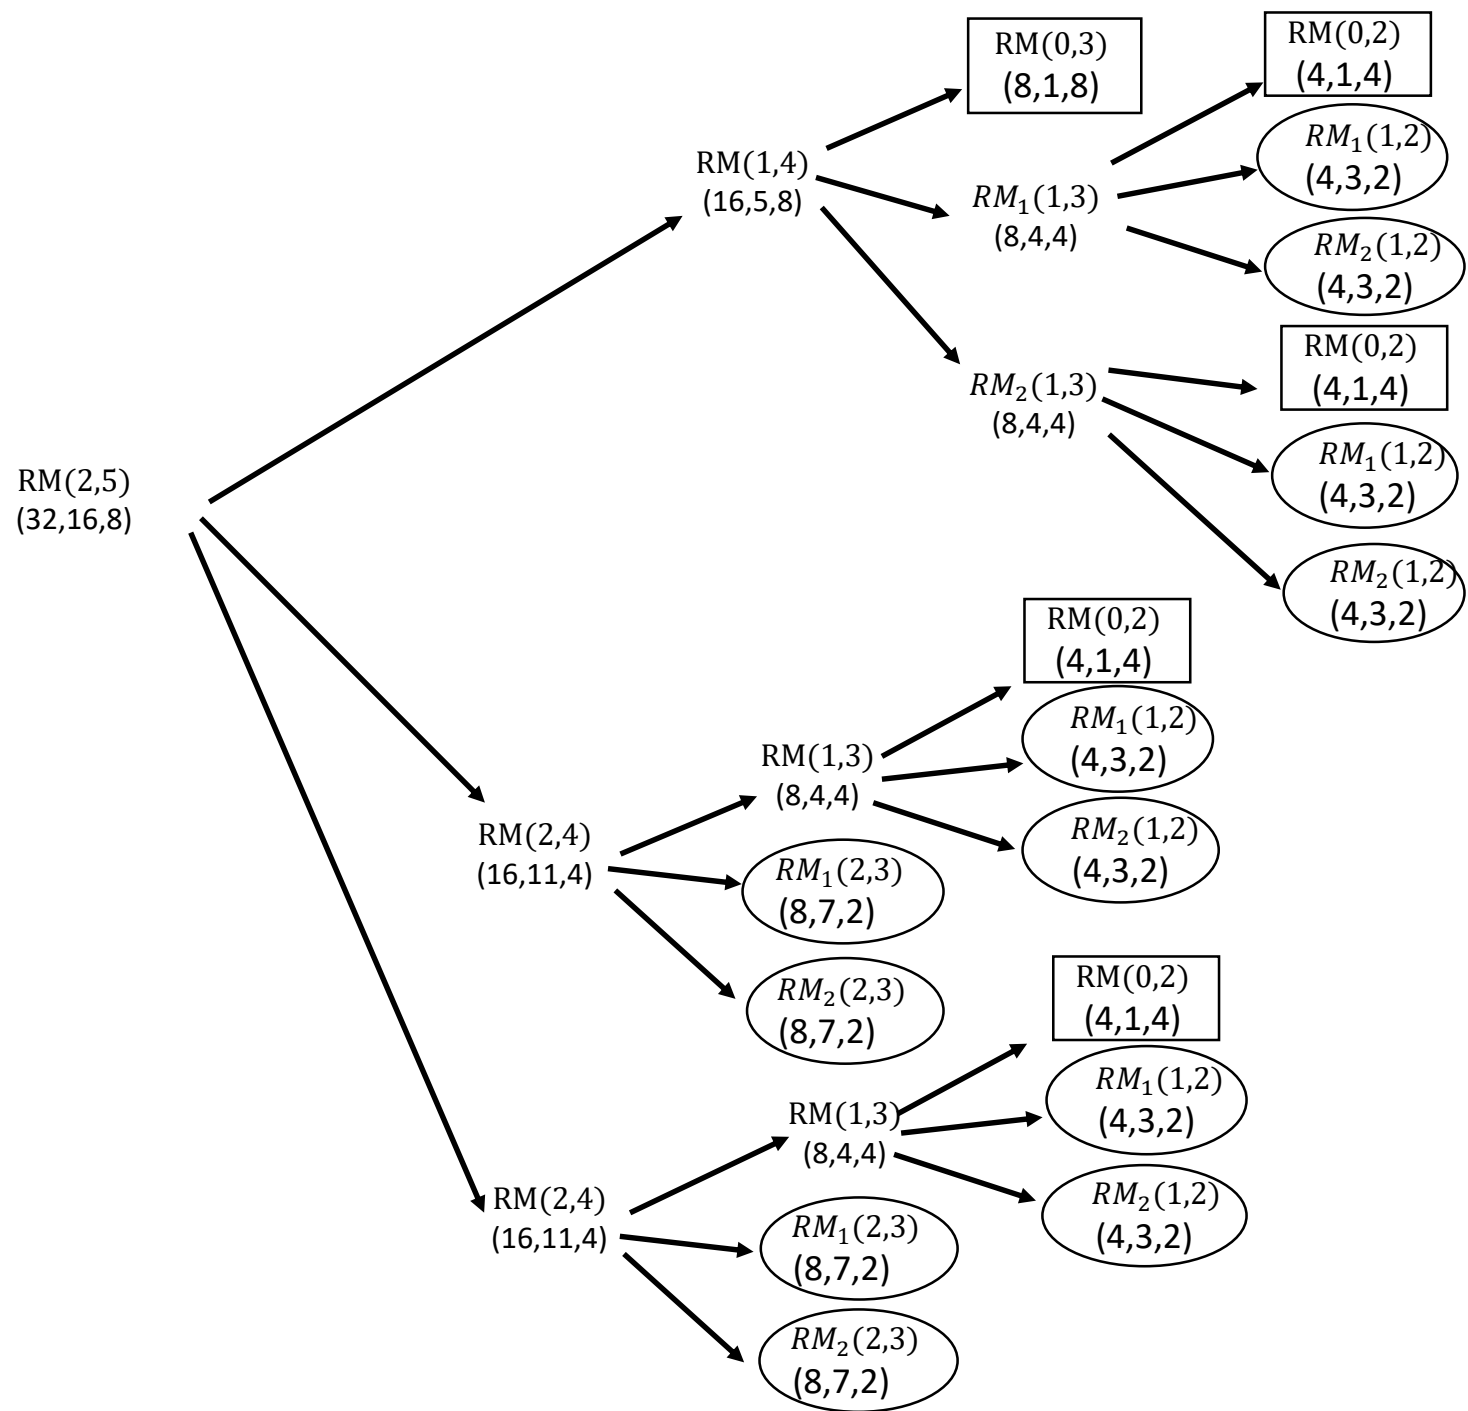 RM(0,3)
(8,1,8)
RM(0,2)
(4,1,4)
RM₁(1,2)
(4,3,2)
RM(1,4)
(16,5,8)
RM₁(1,3)
(8,4,4)
RM₂(1,2)
(4,3,2)
RM(0,2)
(4,1,4)
RM₂(1,3)
(8,4,4)
RM₁(1,2)
(4,3,2)
RM(2,5)
(32,16,8)
RM₂(1,2)
(4,3,2)
RM(0,2)
(4,1,4)
RM₁(1,2)
(4,3,2)
RM(1,3)
(8,4,4)
RM₂(1,2)
(4,3,2)
RM(2,4)
(16,11,4)
RM₁(2,3)
(8,7,2)
RM₂(2,3)
(8,7,2)
RM(0,2)
(4,1,4)
RM₁(1,2)
(4,3,2)
RM(1,3)
(8,4,4)
RM₂(1,2)
(4,3,2)
RM(2,4)
(16,11,4)
RM₁(2,3)
(8,7,2)
RM₂(2,3)
(8,7,2)